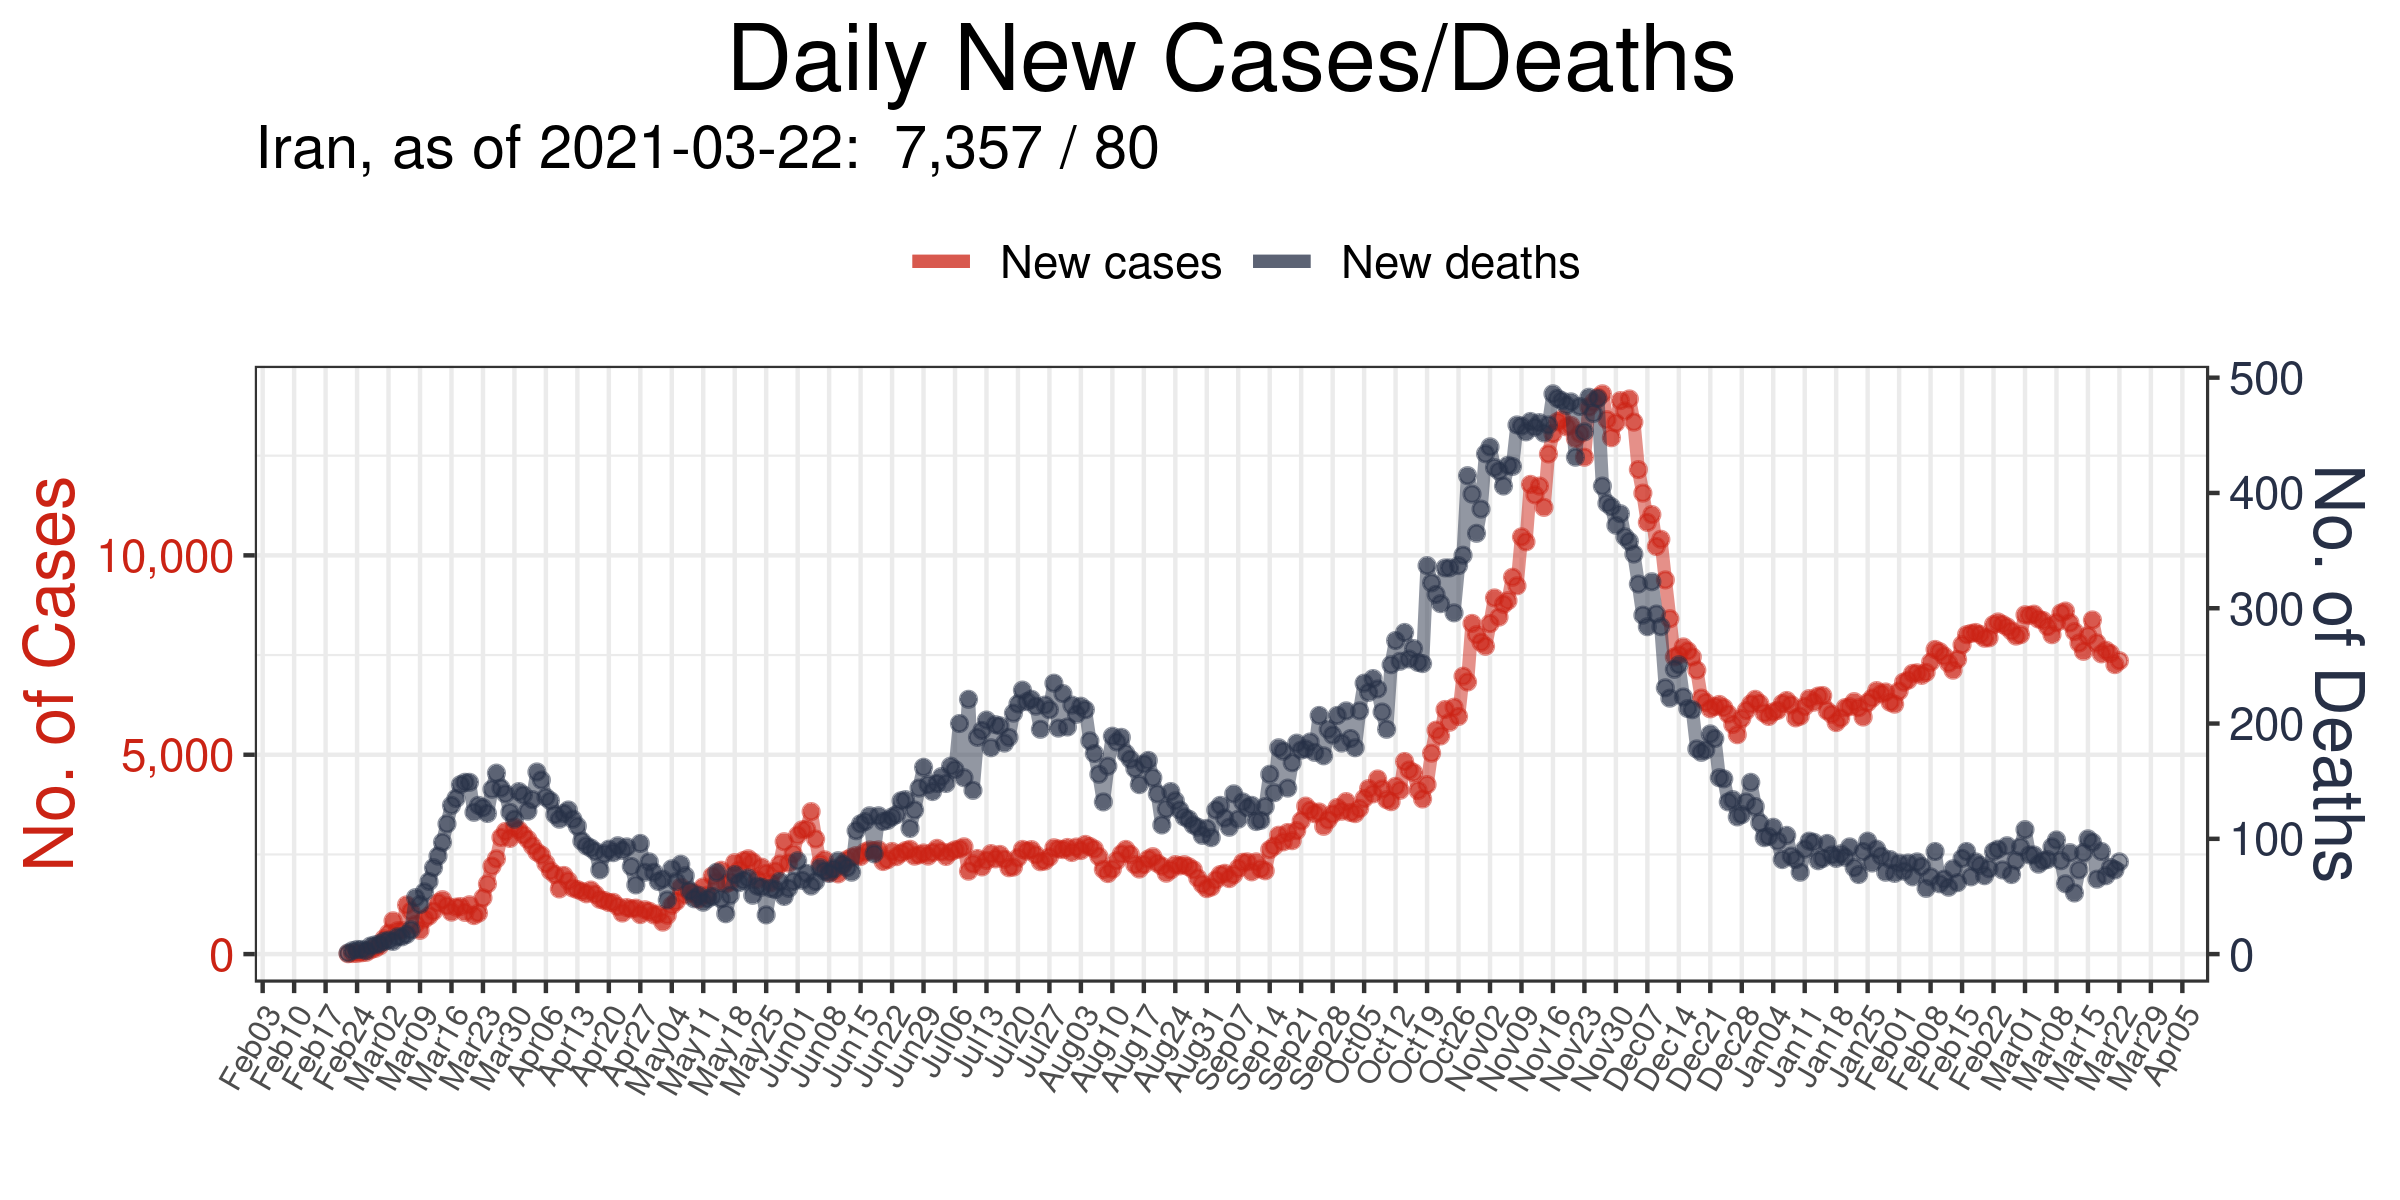 Daily New Cases/Deaths
Iran, as of 2021-03-22: 7,357 / 80
New cases
New deaths
No. of Cases
10,000
5,000
0
500
400
300
200
100
0
No. of Deaths
Feb03
Feb10
Feb17
Feb24
Mar02
Mar09
Mar16
Mar23
Mar30
Apr06
Apr13
Apr20
Apr27
May04
May11
May18
May25
Jun01
Jun08
Jun15
Jun22
Jun29
Jul06
Jul13
Jul20
Jul27
Aug03
Aug10
Aug17
Aug24
Aug31
Sep07
Sep14
Sep21
Sep28
Oct05
Oct12
Oct19
Oct26
Nov02
Nov09
Nov16
Nov23
Nov30
Dec07
Dec14
Dec21
Dec28
Jan04
Jan11
Jan18
Jan25
Feb01
Feb08
Feb15
Feb22
Mar01
Mar08
Mar15
Mar22
Mar29
Apr05